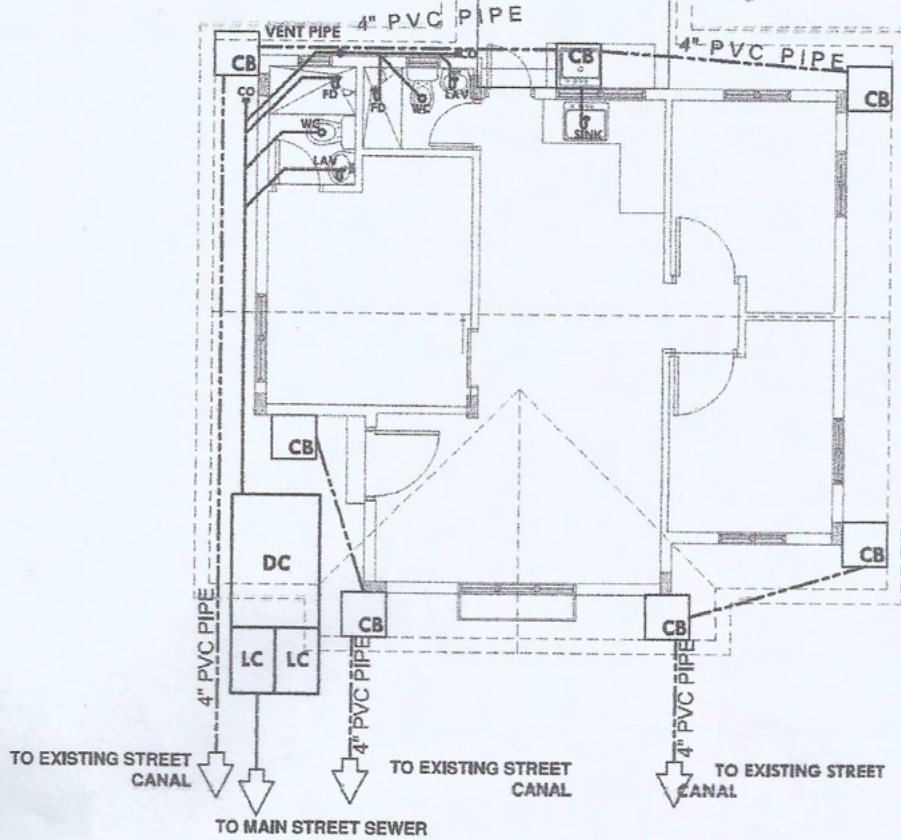 4" PVC PIPE
VENT PIPE
CB
CO
CB
4" PVC PIPE
CB
CO
FD
FD
WC
LAV
SINK
WC
LAV
CB
DC
CB
LC
LC
CB
CB
4" PVC PIPE
4" PVC PIPE
4" PVC PIPE
TO EXISTING STREET
CANAL
TO EXISTING STREET
CANAL
TO EXISTING STREET
CANAL
TO MAIN STREET SEWER